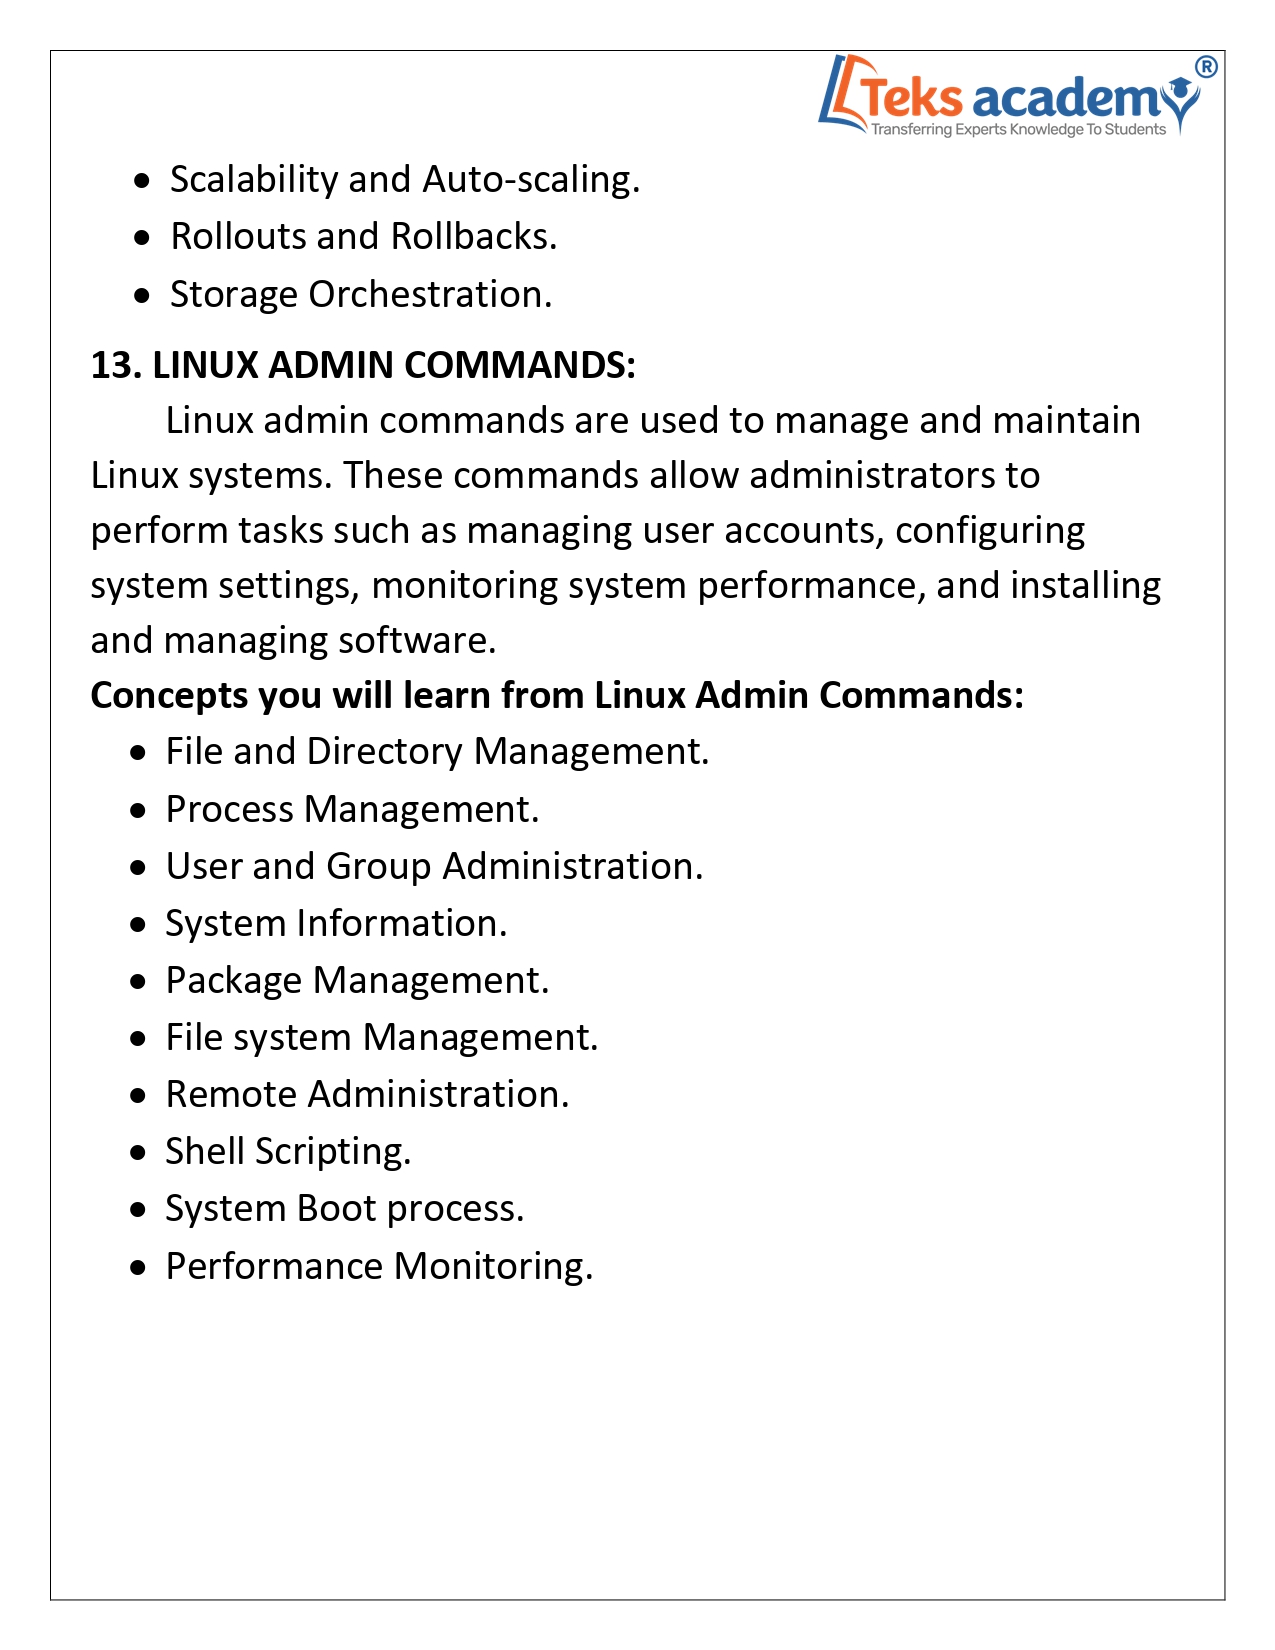 Teks academy®
Transferring Experts Knowledge To Students
• Scalability and Auto-scaling.
• Rollouts and Rollbacks.
• Storage Orchestration.
13. LINUX ADMIN COMMANDS:
Linux admin commands are used to manage and maintain
Linux systems. These commands allow administrators to
perform tasks such as managing user accounts, configuring
system settings, monitoring system performance, and installing
and managing software.
Concepts you will learn from Linux Admin Commands:
• File and Directory Management.
• Process Management.
• User and Group Administration.
• System Information.
• Package Management.
• File system Management.
• Remote Administration.
• Shell Scripting.
• System Boot process.
• Performance Monitoring.